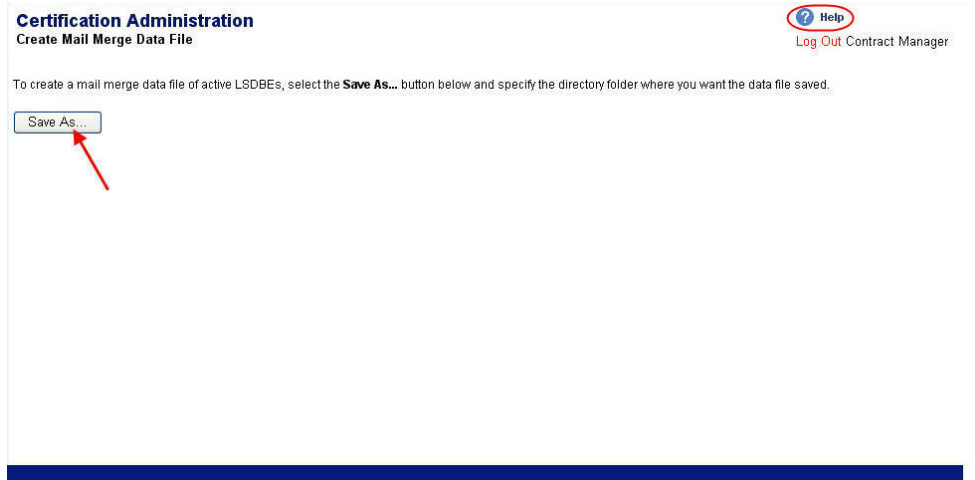 Certification Administration
Help
Create Mail Merge Data File
Log Out Contract Manager
To create a mail merge data file of active LSDBEs, select the Save As... button below and specify the directory folder where you want the data file saved.
Save As...